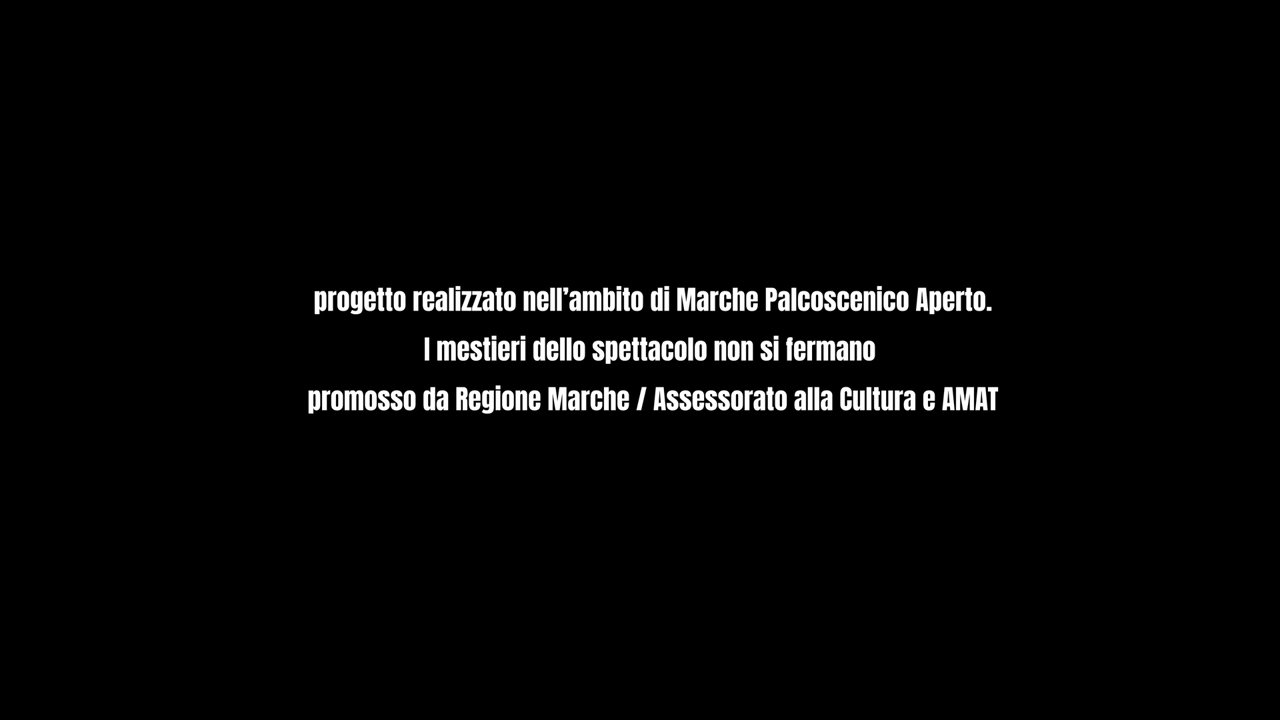 progetto realizzato nell’ambito di Marche Palcoscenico Aperto.
I mestieri dello spettacolo non si fermano
promosso da Regione Marche / Assessorato alla Cultura e AMAT